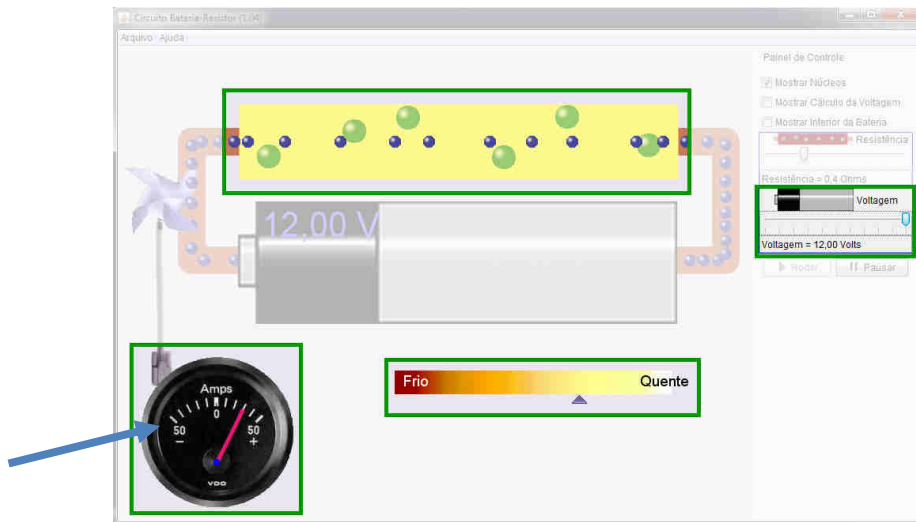 Circuito Bateria-Resistor (1.04)
Arquivo Ajuda
Painel de Controle
Mostrar Núcleos
Mostrar Cálculo da Voltagem
Mostrar Interior da Bateria
Resistência
Resistência = 0,4 Ohms
Voltagem
Voltagem = 12,00 Volts
Rodar Pausar
12,00 V
Frio Quente
Amps
0
50 50
- +
VDO